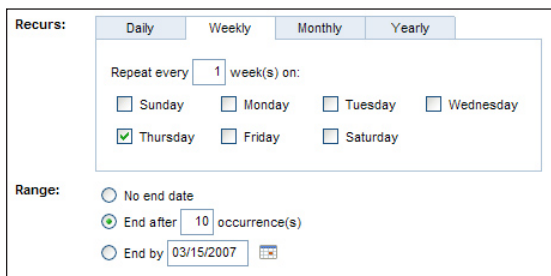 Recurs: Daily Weekly Monthly Yearly
Repeat every 1 week(s) on:
Sunday Monday Tuesday Wednesday
Thursday Friday Saturday
Range: No end date
End after 10 occurrence(s)
End by 03/15/2007